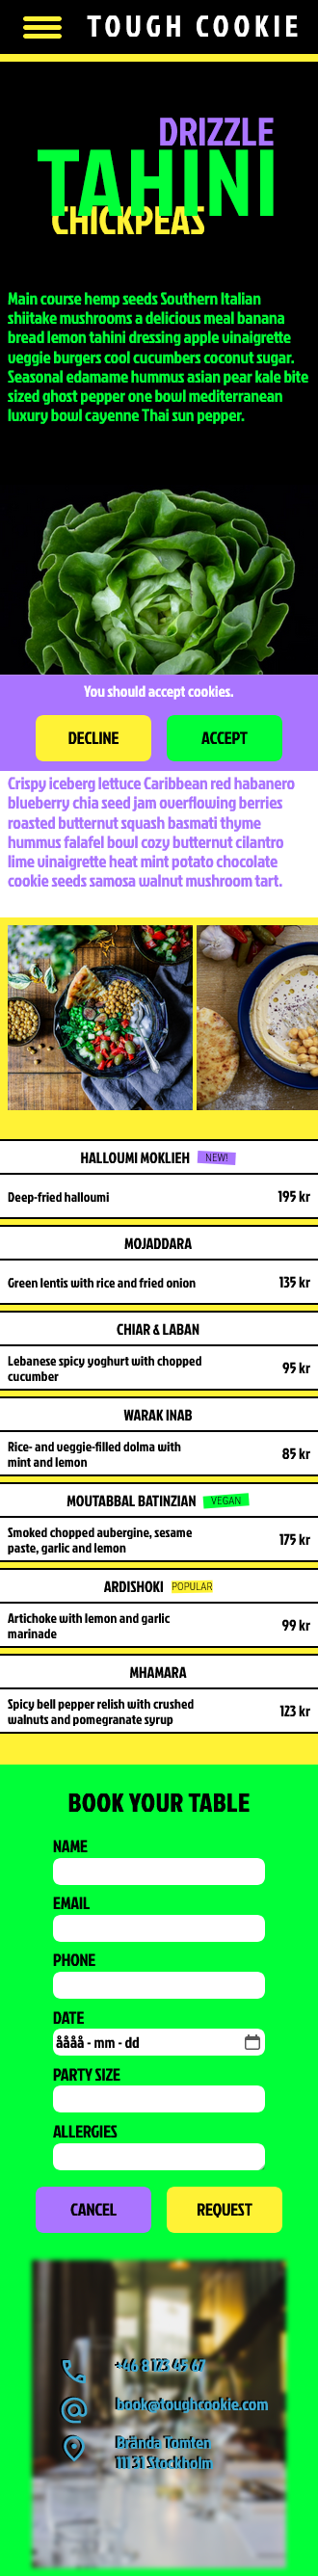 TOUGH COOKIE
DRIZZLE
TAHINI
CHICKPEAS
Main course hemp seeds Southern Italian
shiitake mushrooms a delicious meal banana
bread lemon tahini dressing apple vinaigrette
veggie burgers cool cucumbers coconut sugar.
Seasonal edamame hummus asian pear kale bite
sized ghost pepper one bowl mediterranean
luxury bowl cayenne Thai sun pepper.
You should accept cookies.
DECLINE ACCEPT
Crispy iceberg lettuce Caribbean red habanero
blueberry chia seed jam overflowing berries
roasted butternut squash basmati thyme
hummus falafel bowl cozy butternut cilantro
lime vinaigrette heat mint potato chocolate
cookie seeds samosa walnut mushroom tart.
HALLOUMI MOKLIEH NEW!
Deep-fried halloumi 195 kr
MOJADDARA
Green lentis with rice and fried onion 135 kr
CHIAR & LABAN
Lebanese spicy yoghurt with chopped
cucumber 95 kr
WARAK INAB
Rice- and veggie-filled dolma with
mint and lemon 85 kr
MOUTABBAL BATINZIAN VEGAN
Smoked chopped aubergine, sesame
paste, garlic and lemon 175 kr
ARDISHOKI POPULAR
Artichoke with lemon and garlic
marinade 99 kr
MHAMARA
Spicy bell pepper relish with crushed
walnuts and pomegranate syrup 123 kr
BOOK YOUR TABLE
NAME
EMAIL
PHONE
DATE
åååå - mm - dd
PARTY SIZE
ALLERGIES
CANCEL REQUEST
+46 8 123 45 67
book@toughcookie.com
Brända Tomten
111 31 Stockholm